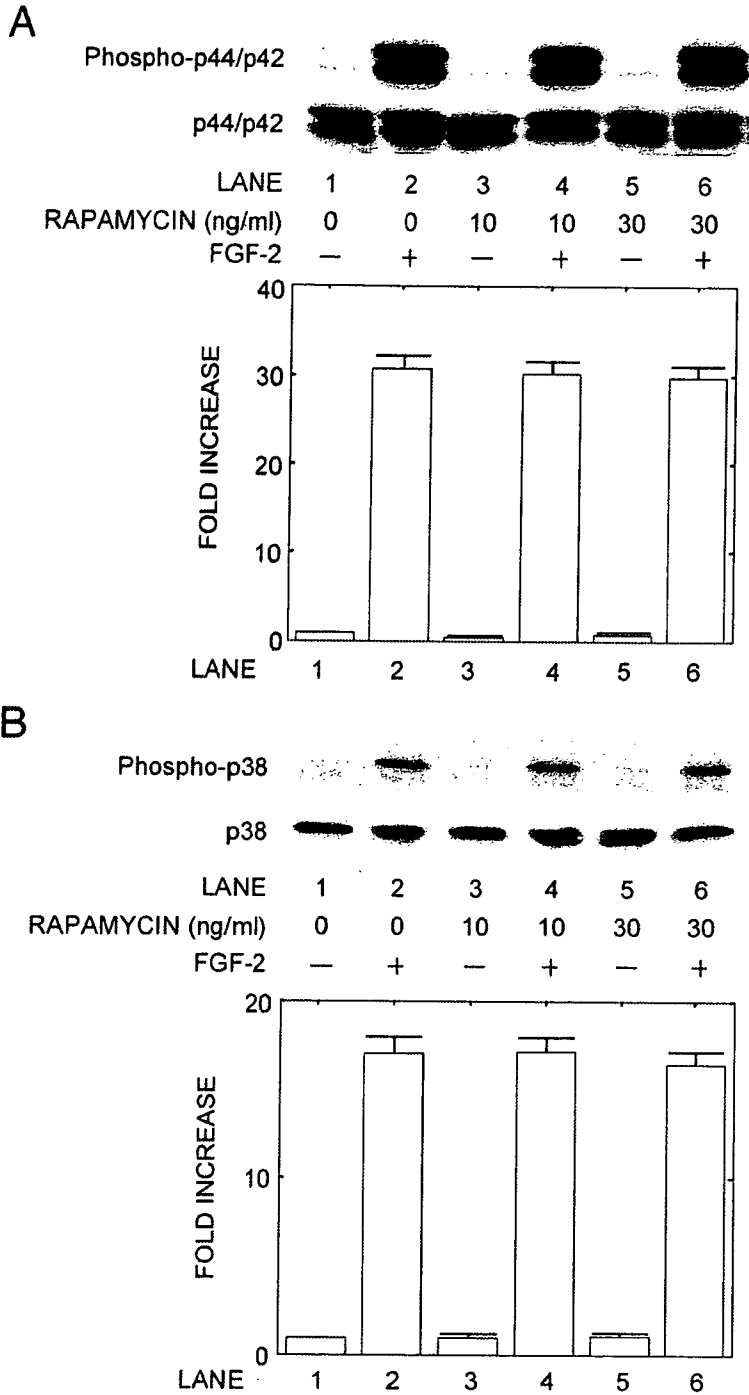 A
Phospho-p44/p42
p44/p42
LANE 1 2 3 4 5 6
RAPAMYCIN (ng/ml) 0 0 10 10 30 30
FGF-2 — + — + — +
40
30
20
10
0
FOLD INCREASE
LANE 1 2 3 4 5 6
B
Phospho-p38
p38
LANE 1 2 3 4 5 6
RAPAMYCIN (ng/ml) 0 0 10 10 30 30
FGF-2 — + — + — +
20
10
0
FOLD INCREASE
LANE 1 2 3 4 5 6